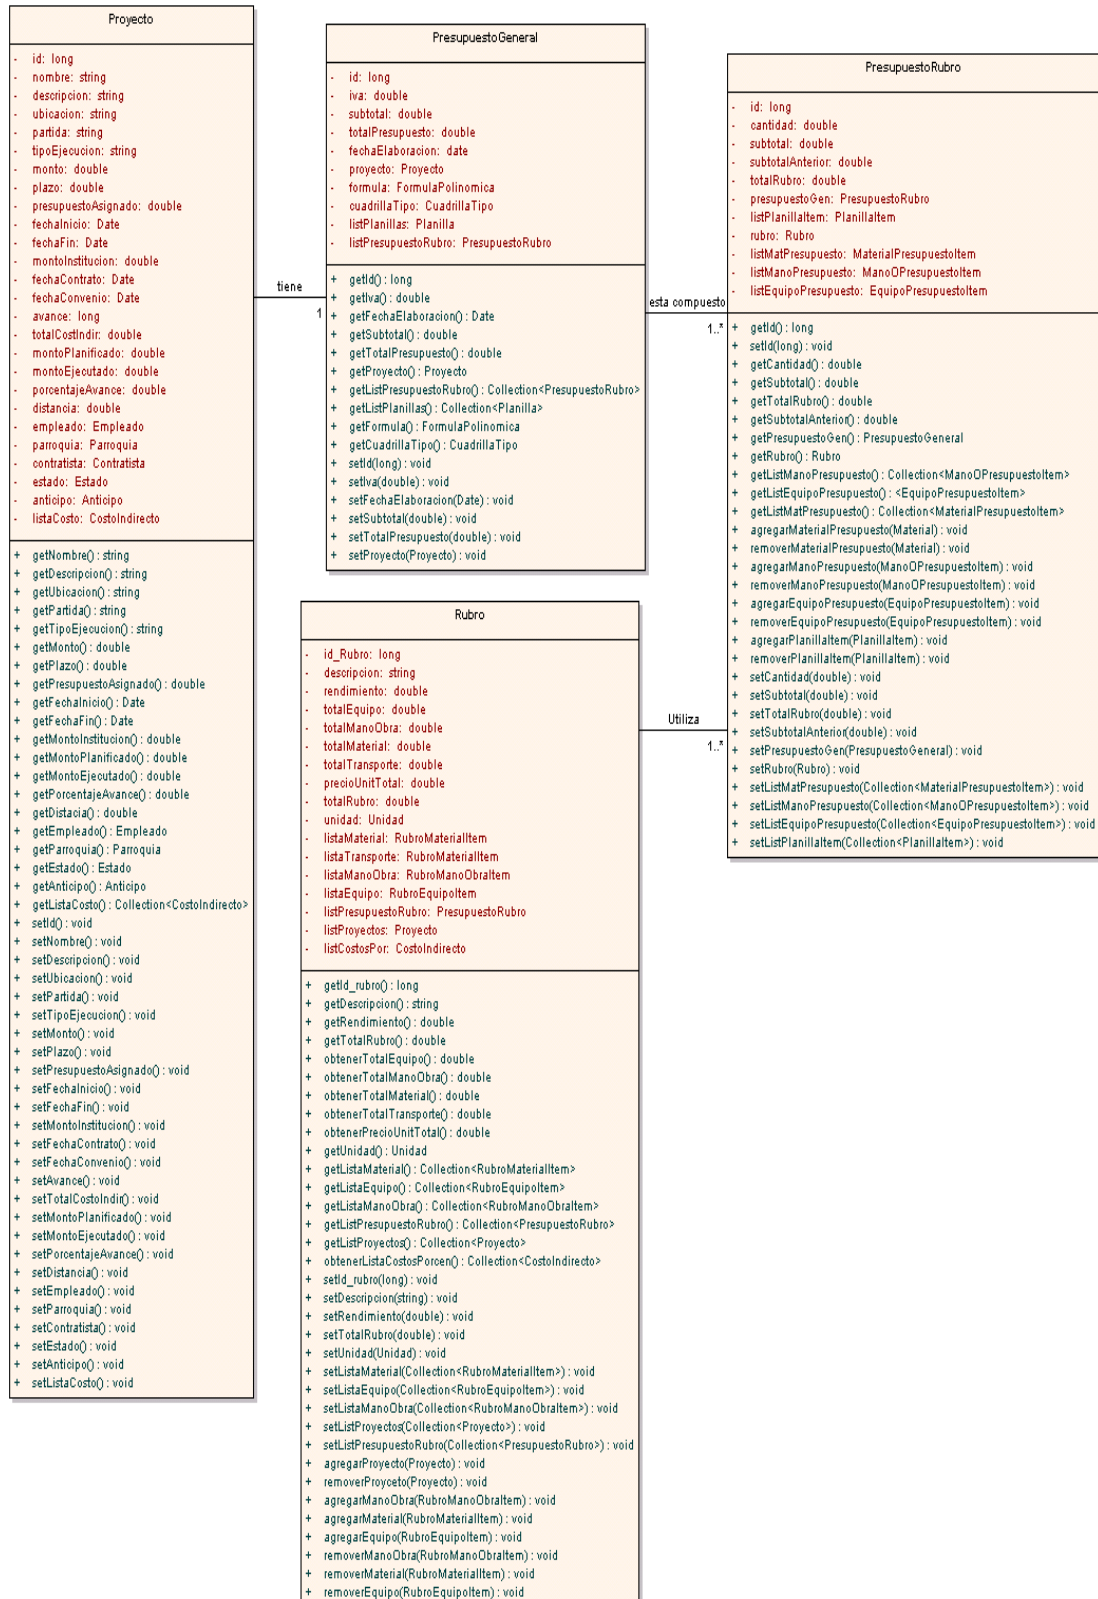 Proyecto
- id: long
- nombre: string
- descripcion: string
- ubicacion: string
- partida: string
- tipoEjecucion: string
- monto: double
- plazo: double
- presupuestoAsignado: double
- fechaInicio: Date
- fechaFin: Date
- montoInstitucion: double
- fechaContrato: Date
- fechaConvenio: Date
- avance: long
- totalCostIndir: double
- montoPlanificado: double
- montoEjecutado: double
- porcentajeAvance: double
- distancia: double
- empleado: Empleado
- parroquia: Parroquia
- contratista: Contratista
- estado: Estado
- anticipo: Anticipo
- listaCosto: CostoIndirecto
+ getNombre() : string
+ getDescripcion() : string
+ getUbicacion() : string
+ getPartida() : string
+ getTipoEjecucion() : string
+ getMonto() : double
+ getPlazo() : double
+ getPresupuestoAsignado() : double
+ getFechaInicio() : Date
+ getFechaFin() : Date
+ getMontoInstitucion() : double
+ getMontoPlanificado() : double
+ getMontoEjecutado() : double
+ getPorcentajeAvance() : double
+ getDistacia() : double
+ getEmpleado() : Empleado
+ getParroquia() : Parroquia
+ getEstado() : Estado
+ getAnticipo() : Anticipo
+ getListaCosto() : Collection<CostoIndirecto>
+ setId() : void
+ setNombre() : void
+ setDescripcion() : void
+ setUbicacion() : void
+ setPartida() : void
+ setTipoEjecucion() : void
+ setMonto() : void
+ setPlazo() : void
+ setPresupuestoAsignado() : void
+ setFechaInicio() : void
+ setFechaFin() : void
+ setMontoInstitucion() : void
+ setFechaContrato() : void
+ setFechaConvenio() : void
+ setAvance() : void
+ setTotalCostoIndir() : void
+ setMontoPlanificado() : void
+ setMontoEjecutado() : void
+ setPorcentajeAvance() : void
+ setDistancia() : void
+ setEmpleado() : void
+ setParroquia() : void
+ setContratista() : void
+ setEstado() : void
+ setAnticipo() : void
+ setListaCosto() : void
tiene
1
PresupuestoGeneral
- id: long
- iva: double
- subtotal: double
- totalPresupuesto: double
- fechaElaboracion: date
- proyecto: Proyecto
- formula: FormulaPolinomica
- cuadrillaTipo: CuadrillaTipo
- listPlanillas: Planilla
- listPresupuestoRubro: PresupuestoRubro
+ getId() : long
+ getIva() : double
+ getFechaElaboracion() : Date
+ getSubtotal() : double
+ getTotalPresupuesto() : double
+ getProyecto() : Proyecto
+ getListPresupuestoRubro() : Collection<PresupuestoRubro>
+ getListPlanillas() : Collection<Planilla>
+ getFormula() : FormulaPolinomica
+ getCuadrillaTipo() : CuadrillaTipo
+ setId(long) : void
+ setIva(double) : void
+ setFechaElaboracion(Date) : void
+ setSubtotal(double) : void
+ setTotalPresupuesto(double) : void
+ setProyecto(Proyecto) : void
esta compuesto
1..*
PresupuestoRubro
- id: long
- cantidad: double
- subtotal: double
- subtotalAnterior: double
- totalRubro: double
- presupuestoGen: PresupuestoRubro
- listPlanillaItem: PlanillaItem
- rubro: Rubro
- listMatPresupuesto: MaterialPresupuestoItem
- listManoPresupuesto: ManoOPresupuestoItem
- listEquipoPresupuesto: EquipoPresupuestoItem
+ getId() : long
+ setId(long) : void
+ getCantidad() : double
+ getSubtotal() : double
+ getTotalRubro() : double
+ getSubtotalAnterior() : double
+ getPresupuestoGen() : PresupuestoGeneral
+ getRubro() : Rubro
+ getListManoPresupuesto() : Collection<ManoOPresupuestoItem>
+ getListEquipoPresupuesto() : <EquipoPresupuestoItem>
+ getListMatPresupuesto() : Collection<MaterialPresupuestoItem>
+ agregarMaterialPresupuesto(Material) : void
+ removerMaterialPresupuesto(Material) : void
+ agregarManoPresupuesto(ManoOPresupuestoItem) : void
+ removerManoPresupuesto(ManoOPresupuestoItem) : void
+ agregarEquipoPresupuesto(EquipoPresupuestoItem) : void
+ removerEquipoPresupuesto(EquipoPresupuestoItem) : void
+ agregarPlanillaItem(PlanillaItem) : void
+ removerPlanillaItem(PlanillaItem) : void
+ setCantidad(double) : void
+ setSubtotal(double) : void
+ setTotalRubro(double) : void
+ setSubtotalAnterior(double) : void
+ setPresupuestoGen(PresupuestoGeneral) : void
+ setRubro(Rubro) : void
+ setListMatPresupuesto(Collection<MaterialPresupuestoItem>) : void
+ setListManoPresupuesto(Collection<ManoOPresupuestoItem>) : void
+ setListEquipoPresupuesto(Collection<EquipoPresupuestoItem>) : void
+ setListPlanillaItem(Collection<PlanillaItem>) : void
Utiliza
1..*
Rubro
- id_Rubro: long
- descripcion: string
- rendimiento: double
- totalEquipo: double
- totalManoObra: double
- totalMaterial: double
- totalTransporte: double
- precioUnitTotal: double
- totalRubro: double
- unidad: Unidad
- listaMaterial: RubroMaterialItem
- listaTransporte: RubroMaterialItem
- listaManoObra: RubroManoObraItem
- listaEquipo: RubroEquipoItem
- listPresupuestoRubro: PresupuestoRubro
- listProyectos: Proyecto
- listCostosPor: CostoIndirecto
+ getId_rubro() : long
+ getDescripcion() : string
+ getRendimiento() : double
+ getTotalRubro() : double
+ obtenerTotalEquipo() : double
+ obtenerTotalManoObra() : double
+ obtenerTotalMaterial() : double
+ obtenerTotalTransporte() : double
+ obtenerPrecioUnitTotal() : double
+ getUnidad() : Unidad
+ getListaMaterial() : Collection<RubroMaterialItem>
+ getListaEquipo() : Collection<RubroEquipoItem>
+ getListaManoObra() : Collection<RubroManoObraItem>
+ getListPresupuestoRubro() : Collection<PresupuestoRubro>
+ getListProyectos() : Collection<Proyecto>
+ obtenerListaCostosPorcen() : Collection<CostoIndirecto>
+ setId_rubro(long) : void
+ setDescripcion(string) : void
+ setRendimiento(double) : void
+ setTotalRubro(double) : void
+ setUnidad(Unidad) : void
+ setListaMaterial(Collection<RubroMaterialItem>) : void
+ setListaEquipo(Collection<RubroEquipoItem>) : void
+ setListaManoObra(Collection<RubroManoObraItem>) : void
+ setListProyectos(Collection<Proyecto>) : void
+ setListPresupuestoRubro(Collection<PresupuestoRubro>) : void
+ agregarProyecto(Proyecto) : void
+ removerProyceto(Proyecto) : void
+ agregarManoObra(RubroManoObraItem) : void
+ agregarMaterial(RubroMaterialItem) : void
+ agregarEquipo(RubroEquipoItem) : void
+ removerManoObra(RubroManoObraItem) : void
+ removerMaterial(RubroMaterialItem) : void
+ removerEquipo(RubroEquipoItem) : void